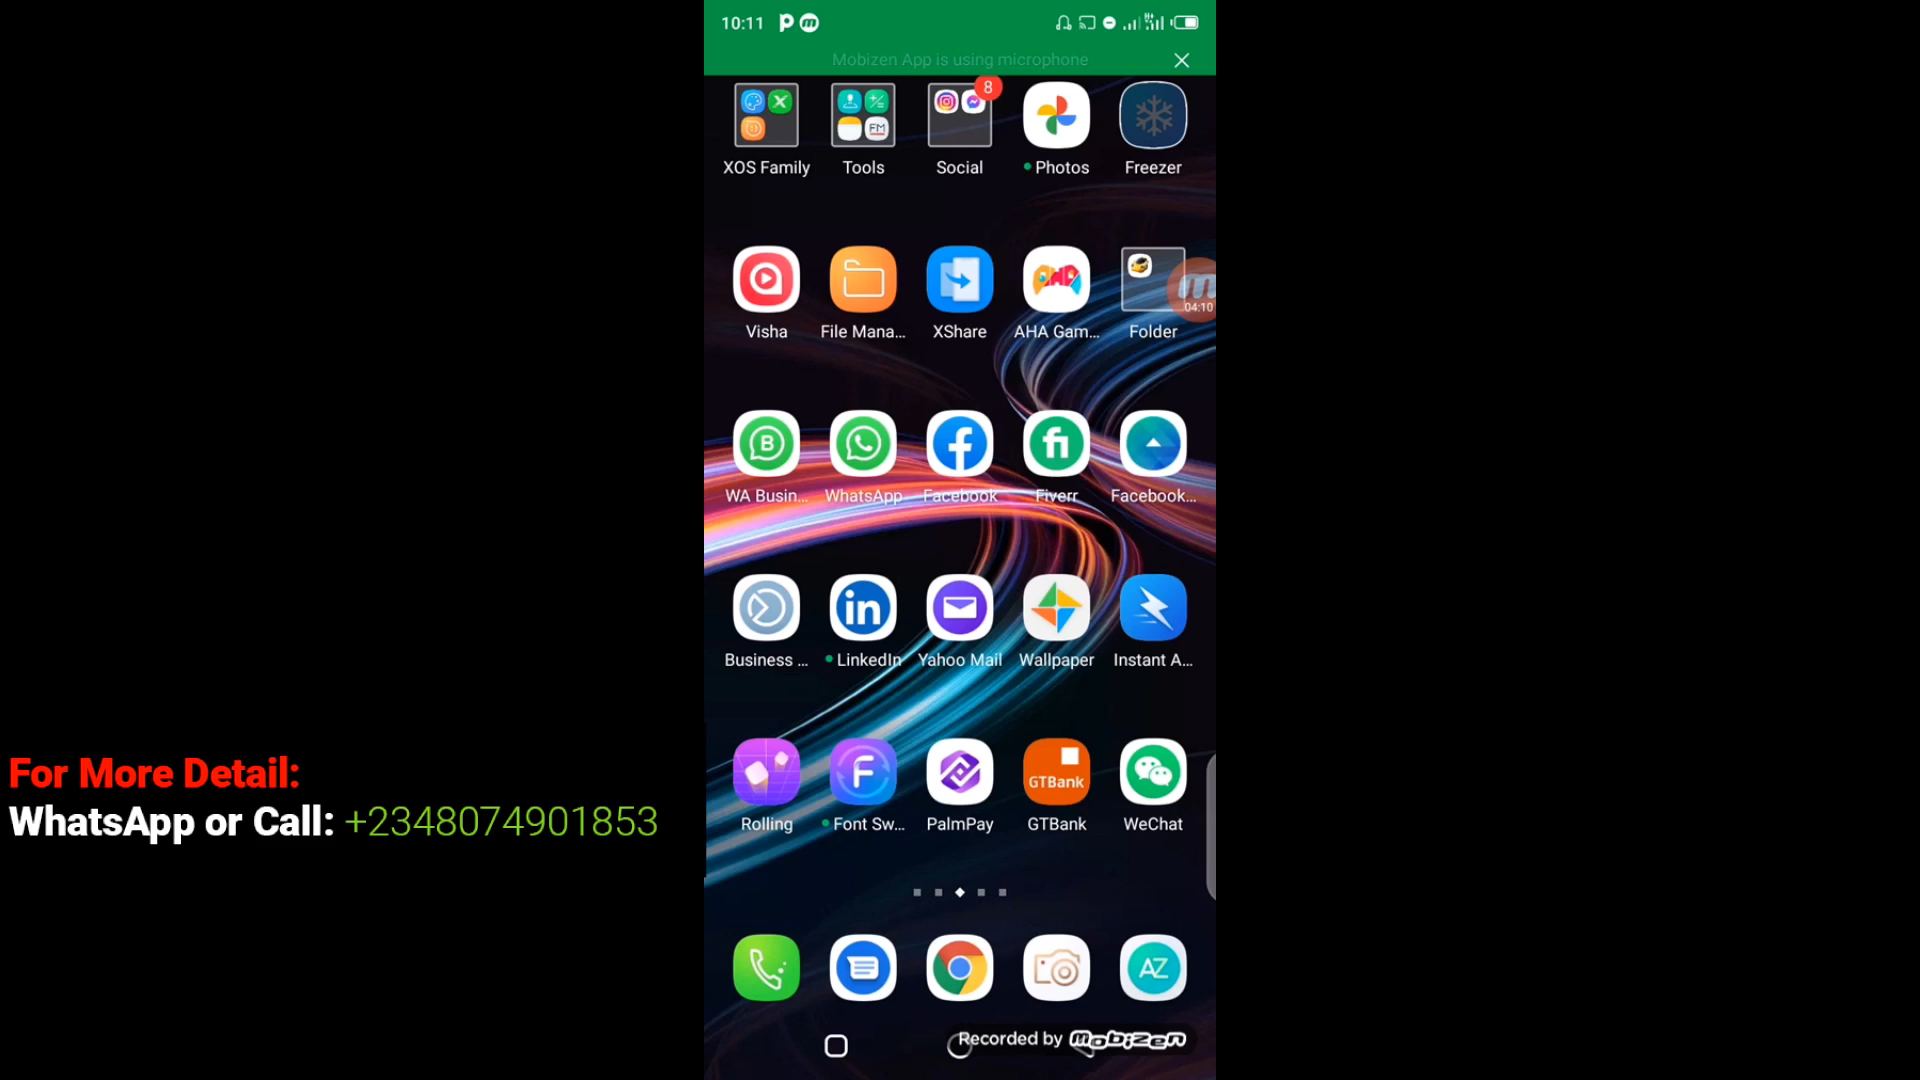 10:11
Mobizen App is using microphone
8
FM
XOS Family Tools Social Photos Freezer
04:10
Visha File Mana... XShare AHA Gam... Folder
WA Busin... WhatsApp Facebook Fiverr Facebook...
in
Business ... LinkedIn Yahoo Mail Wallpaper Instant A...
GTBank
Rolling Font Sw... PalmPay GTBank WeChat
For More Detail:
WhatsApp or Call: +2348074901853
AZ
Recorded by mobizen